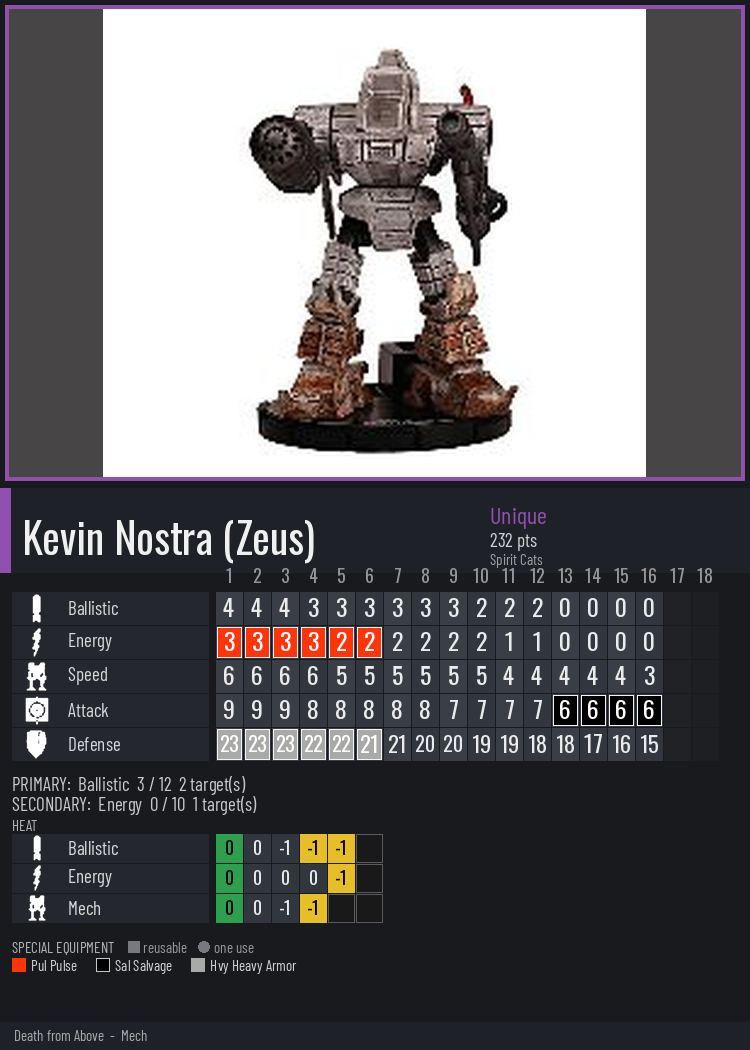 Kevin Nostra (Zeus)
Unique
232 pts
Spirit Cats
1 2 3 4 5 6 7 8 9 10 11 12 13 14 15 16 17 18
Ballistic 4 4 4 3 3 3 3 3 3 2 2 2 0 0 0 0
Energy 3 3 3 3 2 2 2 2 2 2 1 1 0 0 0 0
Speed 6 6 6 6 5 5 5 5 5 5 4 4 4 4 4 3
Attack 9 9 9 8 8 8 8 8 7 7 7 7 6 6 6 6
Defense 23 23 23 22 22 21 21 20 20 19 19 18 18 17 16 15
PRIMARY: Ballistic 3 / 12 2 target(s)
SECONDARY: Energy 0 / 10 1 target(s)
HEAT
Ballistic 0 0 -1 -1 -1
Energy 0 0 0 0 -1
Mech 0 0 -1 -1
SPECIAL EQUIPMENT reusable one use
Pul Pulse Sal Salvage Hvy Heavy Armor
Death from Above - Mech